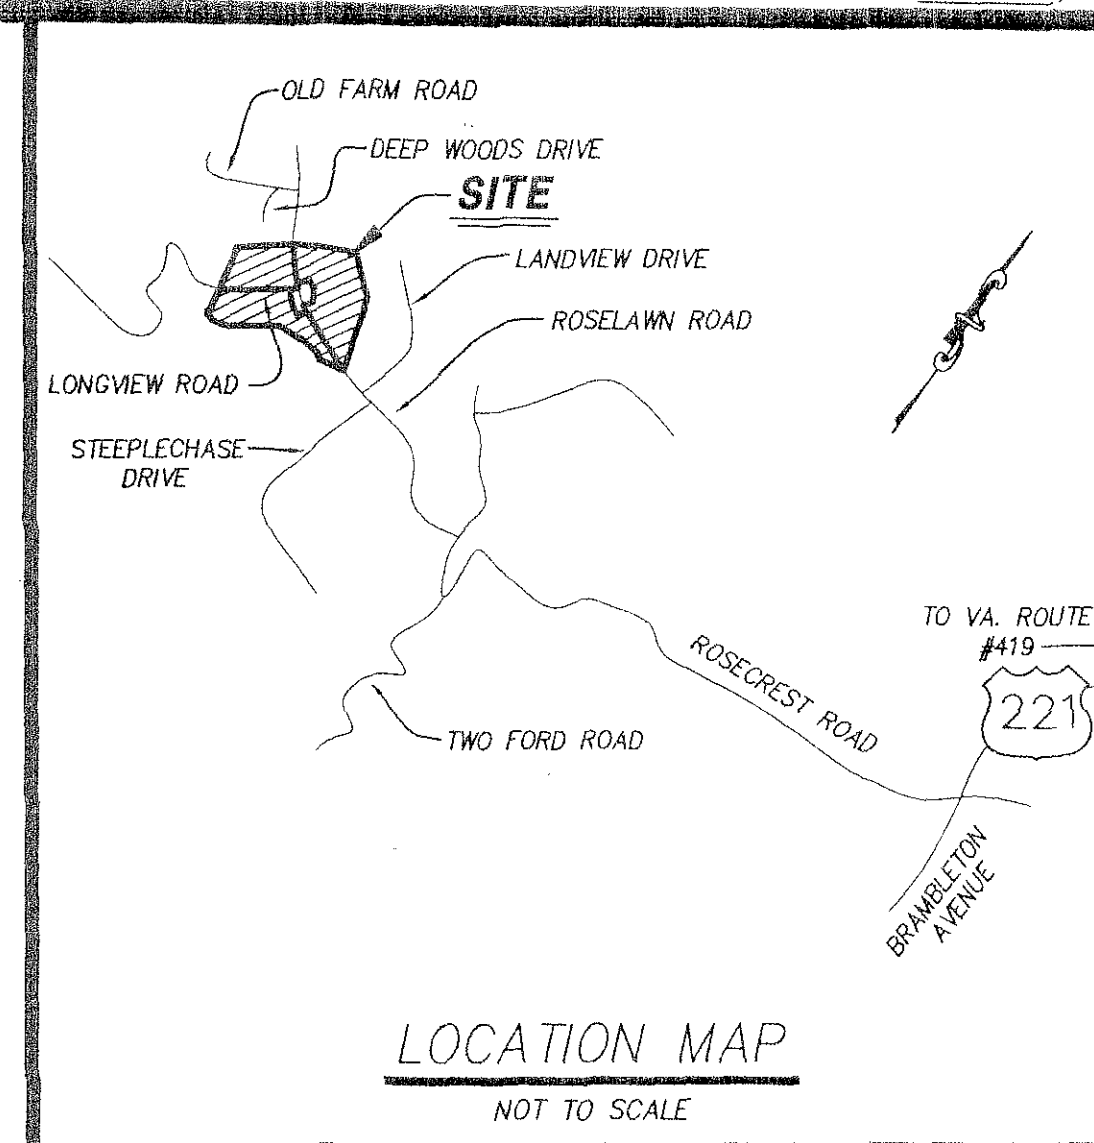 OLD FARM ROAD
DEEP WOODS DRIVE
SITE
LANDVIEW DRIVE
ROSELAWN ROAD
LONGVIEW ROAD
STEEPLECHASE
DRIVE
TO VA. ROUTE
#419
221
ROSECREST ROAD
TWO FORD ROAD
BRAMBLETON
AVENUE
LOCATION MAP
NOT TO SCALE